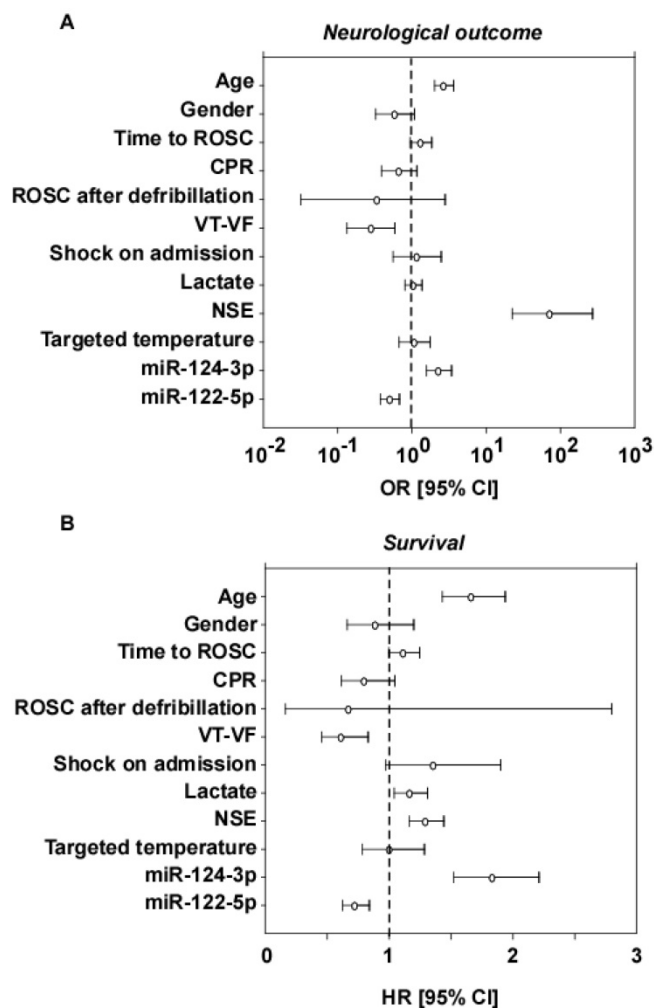 A
Neurological outcome
Age
Gender
Time to ROSC
CPR
ROSC after defribillation
VT-VF
Shock on admission
Lactate
NSE
Targeted temperature
miR-124-3p
miR-122-5p
10-2 10-1 100 101 102 103
OR [95% CI]
B
Survival
Age
Gender
Time to ROSC
CPR
ROSC after defribillation
VT-VF
Shock on admission
Lactate
NSE
Targeted temperature
miR-124-3p
miR-122-5p
0 1 2 3
HR [95% CI]